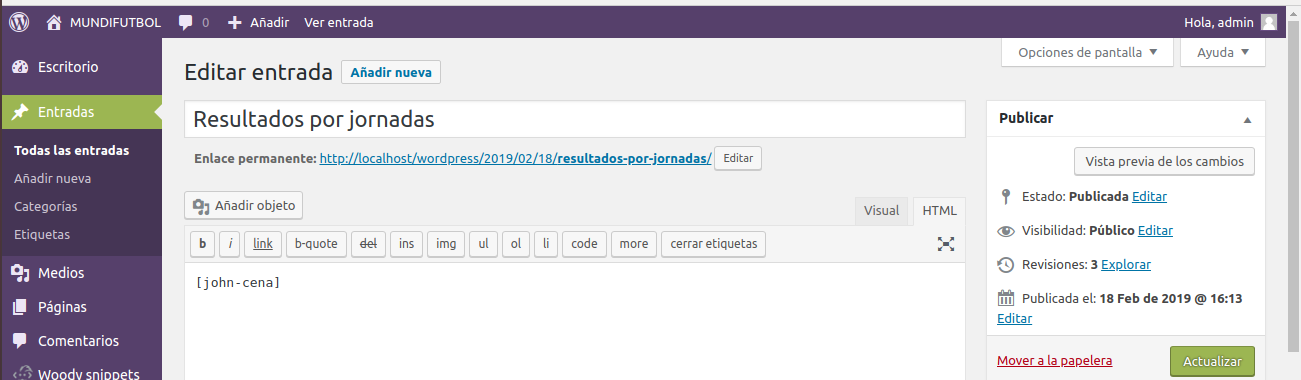 MUNDIFUTBOL 0 Añadir Ver entrada Hola, admin
Escritorio
Entradas
Todas las entradas
Añadir nueva
Categorías
Etiquetas
Medios
Páginas
Comentarios
Woody snippets
Opciones de pantalla Ayuda
Editar entrada Añadir nueva
Resultados por jornadas
Enlace permanente: http://localhost/wordpress/2019/02/18/resultados-por-jornadas/ Editar
Añadir objeto
Visual HTML
b i link b-quote del ins img ul ol li code more cerrar etiquetas
[john-cena]
Publicar
Vista previa de los cambios
Estado: Publicada Editar
Visibilidad: Público Editar
Revisiones: 3 Explorar
Publicada el: 18 Feb de 2019 @ 16:13
Editar
Mover a la papelera Actualizar